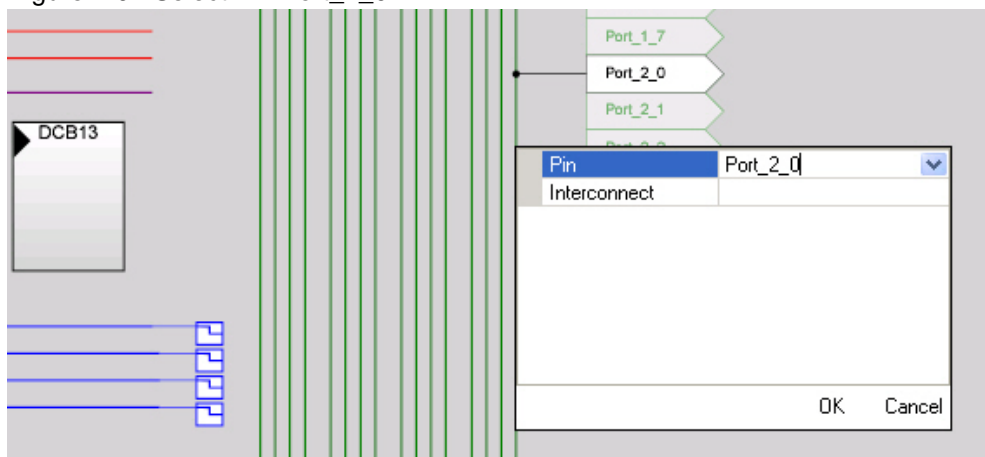 Port_1_7
Port_2_0
Port_2_1
DCB13
Pin Port_2_0
Interconnect
OK Cancel